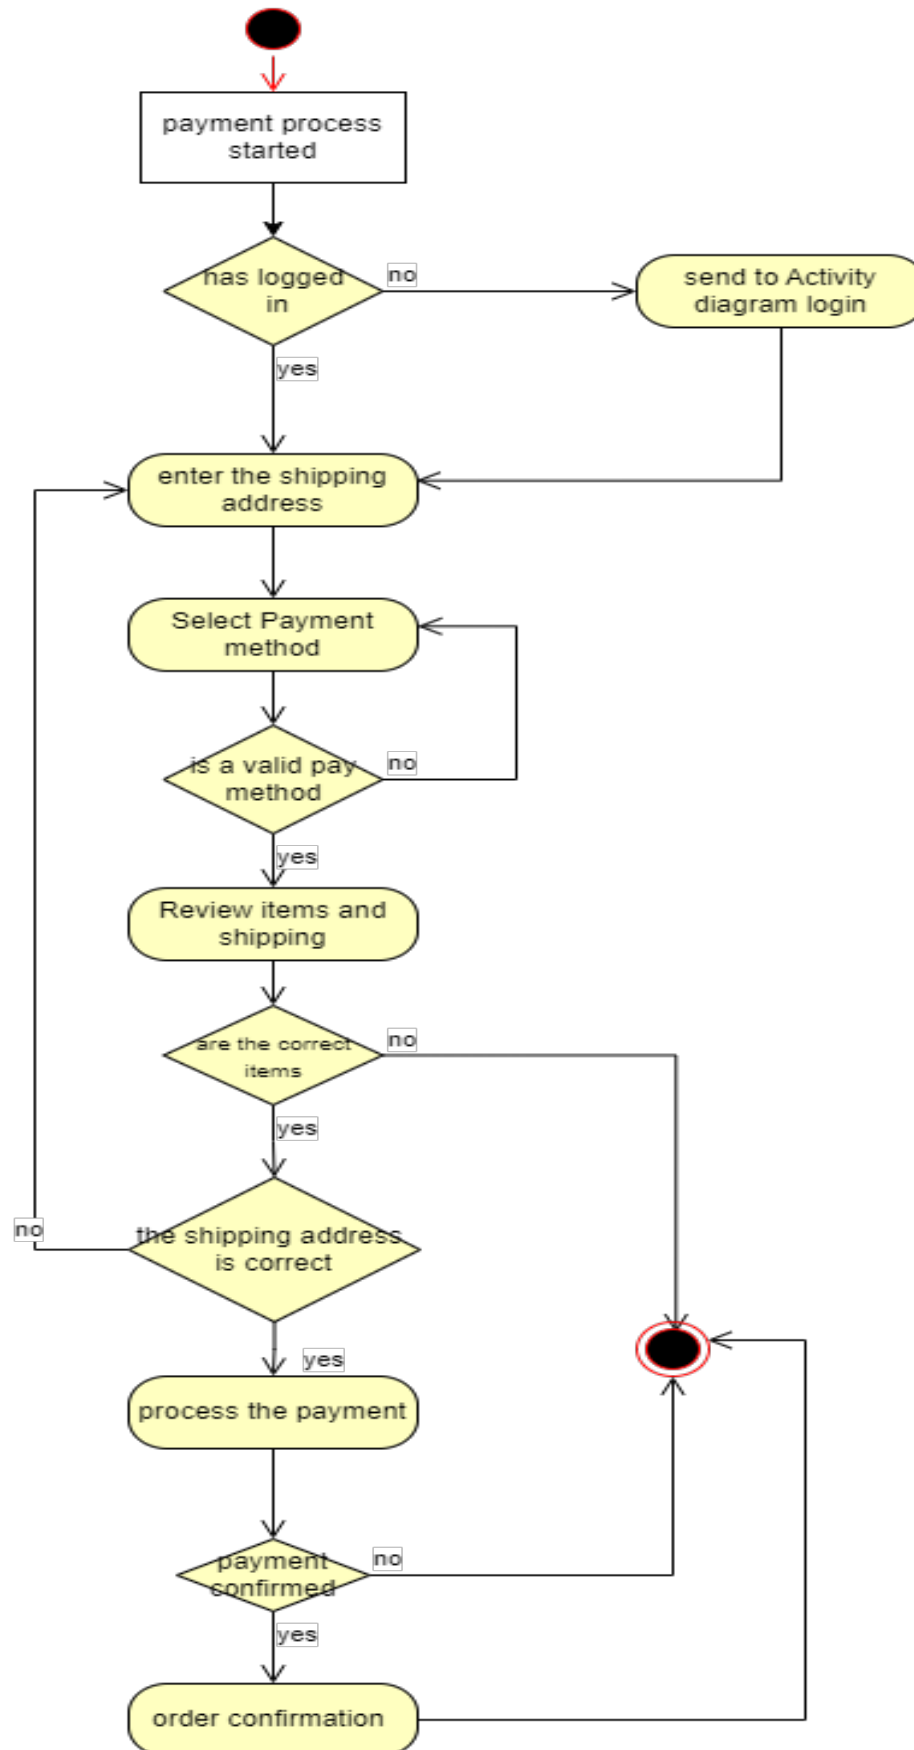 payment process
started
has logged
in
no
send to Activity
diagram login
yes
enter the shipping
address
Select Payment
method
is a valid pay
method
no
yes
Review items and
shipping
are the correct
items
no
yes
the shipping address
is correct
no
yes
process the payment
payment
confirmed
no
yes
order confirmation